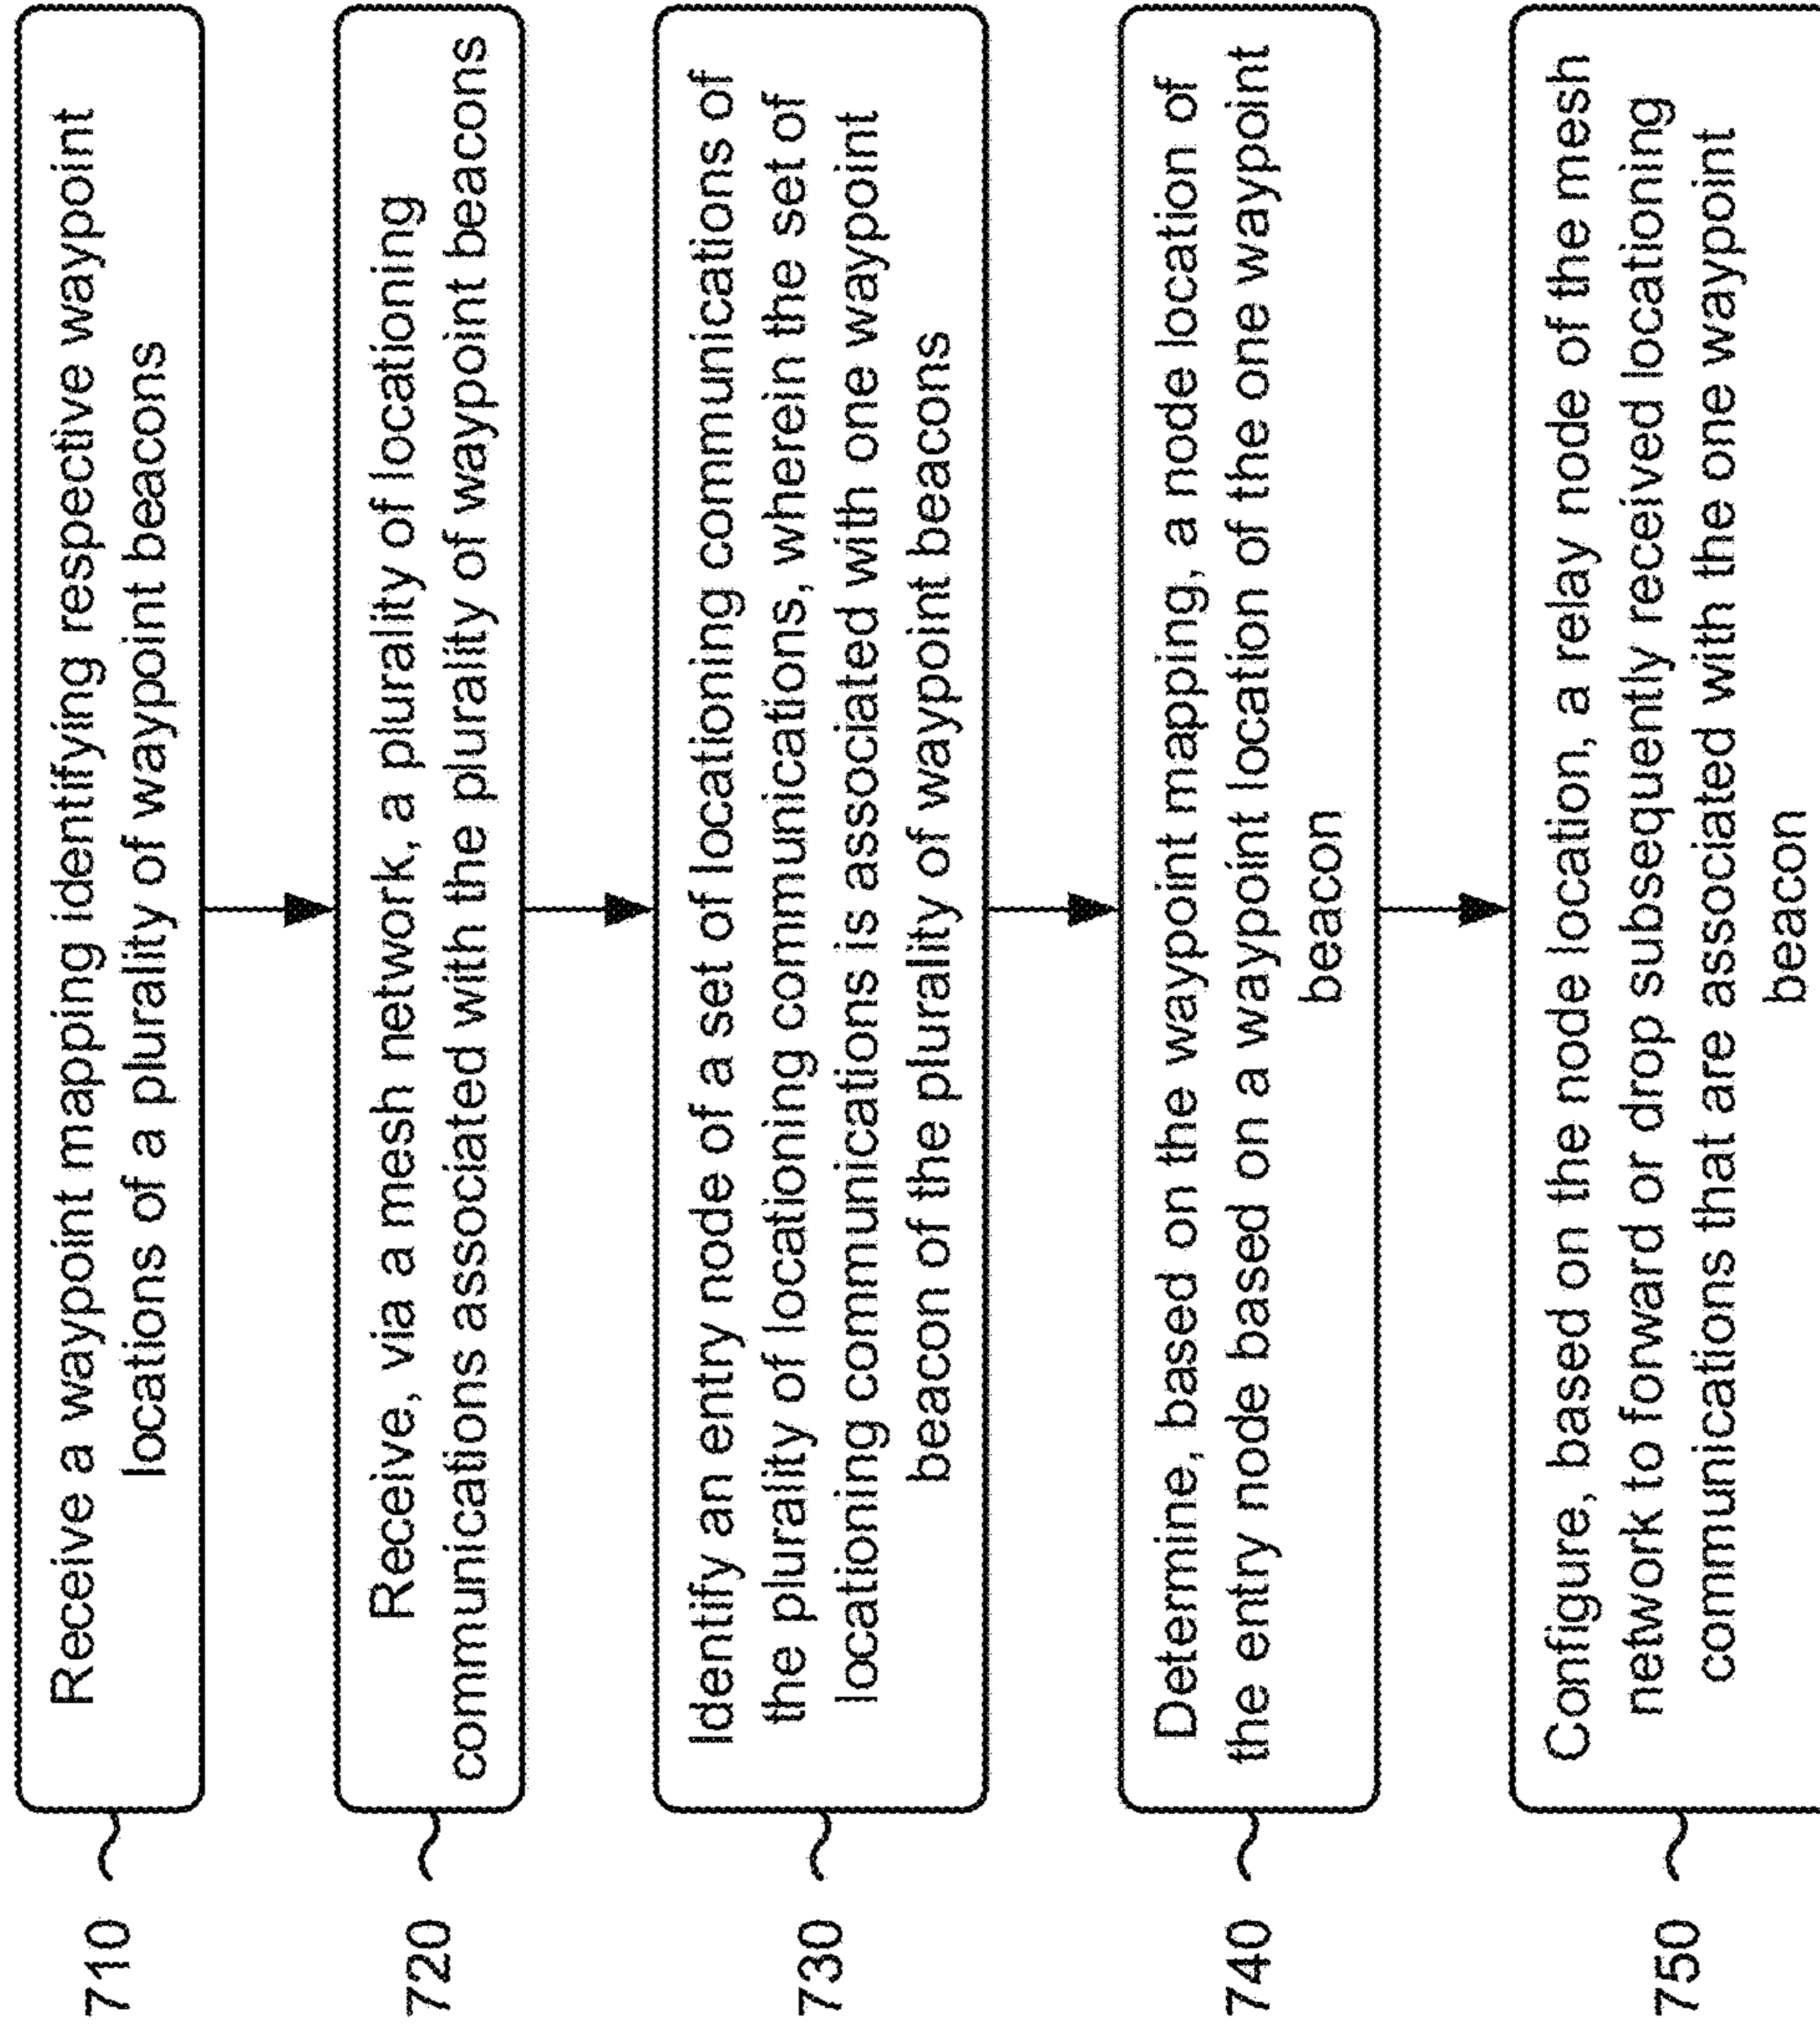 710
Receive a waypoint mapping identifying respective waypoint
locations of a plurality of waypoint beacons
720
Receive, via a mesh network, a plurality of locationing
communications associated with the plurality of waypoint beacons
730
Identify an entry node of a set of locationing communications of
the plurality of locationing communications, wherein the set of
locationing communications is associated with one waypoint
beacon of the plurality of waypoint beacons
740
Determine, based on the waypoint mapping, a node location of
the entry node based on a waypoint location of the one waypoint
beacon
750
Configure, based on the node location, a relay node of the mesh
network to forward or drop subsequently received locationing
communications that are associated with the one waypoint
beacon